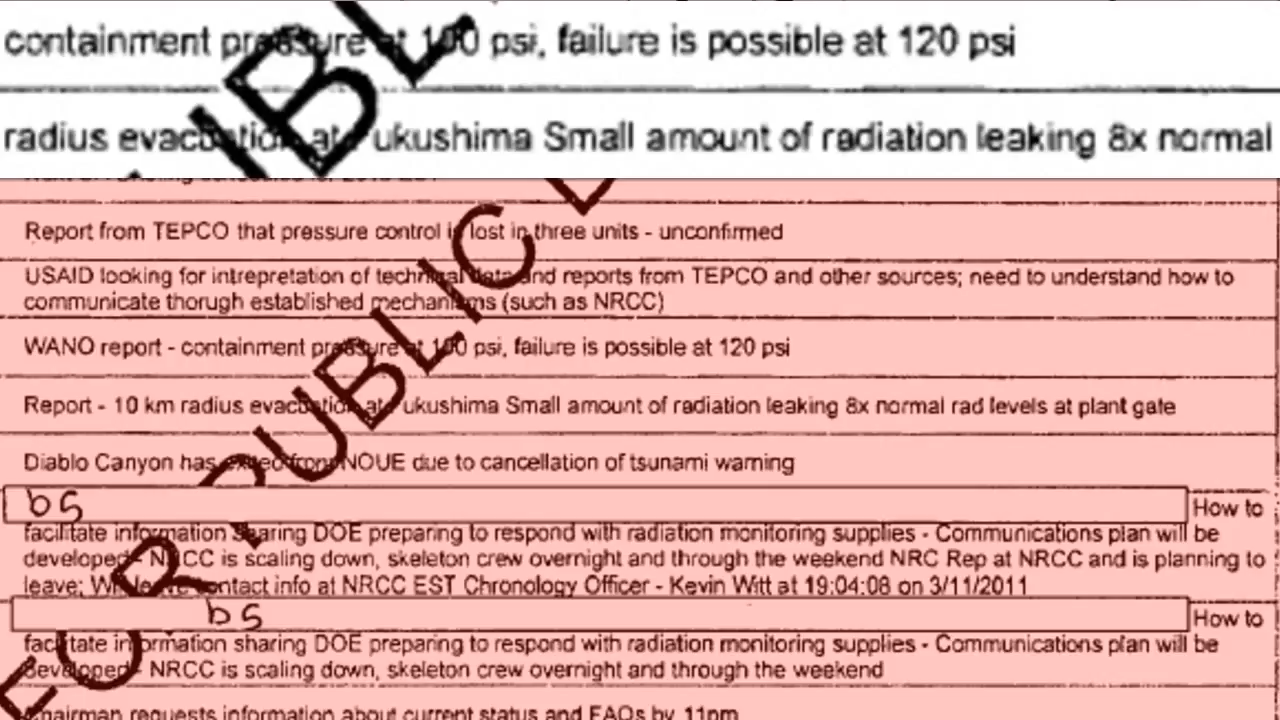 containment pressure at 100 psi, failure is possible at 120 psi
radius evacuation at ukushima Small amount of radiation leaking 8x normal
Report from TEPCO that pressure control is lost in three units - unconfirmed
USAID looking for intrepretation of technical data and reports from TEPCO and other sources; need to understand how to
communicate thorugh established mechanisms (such as NRCC)
WANO report - containment pressure at 100 psi, failure is possible at 120 psi
Report - 10 km radius evacuation at ukushima Small amount of radiation leaking 8x normal rad levels at plant gate
Diablo Canyon has exited from NOUE due to cancellation of tsunami warning
b5 How to
facilitate information sharing DOE preparing to respond with radiation monitoring supplies - Communications plan will be
developed - NRCC is scaling down, skeleton crew overnight and through the weekend NRC Rep at NRCC and is planning to
leave; Will leave contact info at NRCC EST Chronology Officer - Kevin Witt at 19:04:08 on 3/11/2011
b5 How to
facilitate information sharing DOE preparing to respond with radiation monitoring supplies - Communications plan will be
developed - NRCC is scaling down, skeleton crew overnight and through the weekend
Chairman requests information about current status and FAQs by 11pm
FOR PUBLIC